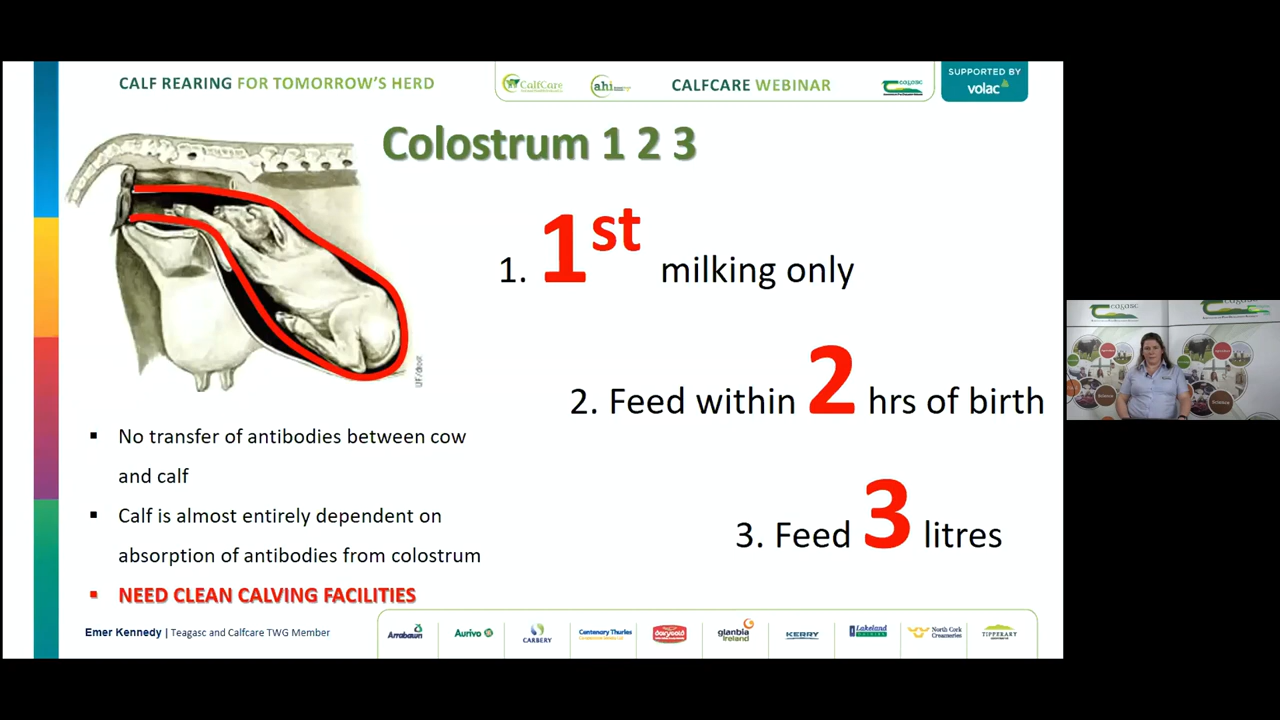 CALF REARING FOR TOMORROW'S HERD
CalfCare
ahi
CALFCARE WEBINAR
teagasc
SUPPORTED BY
volac
Colostrum 1 2 3
1. 1st milking only
2. Feed within 2 hrs of birth
3. Feed 3 litres
▪ No transfer of antibodies between cow
and calf
▪ Calf is almost entirely dependent on
absorption of antibodies from colostrum
▪ NEED CLEAN CALVING FACILITIES
Emer Kennedy | Teagasc and Calfcare TWG Member
Arrabawn
Aurivo
CARBERY
Centenary Thurles
dairygold
glanbia
ireland
KERRY
Lakeland
DAIRIES
North Cork
Creameries
TIPPERARY
teagasc
teagasc
Science